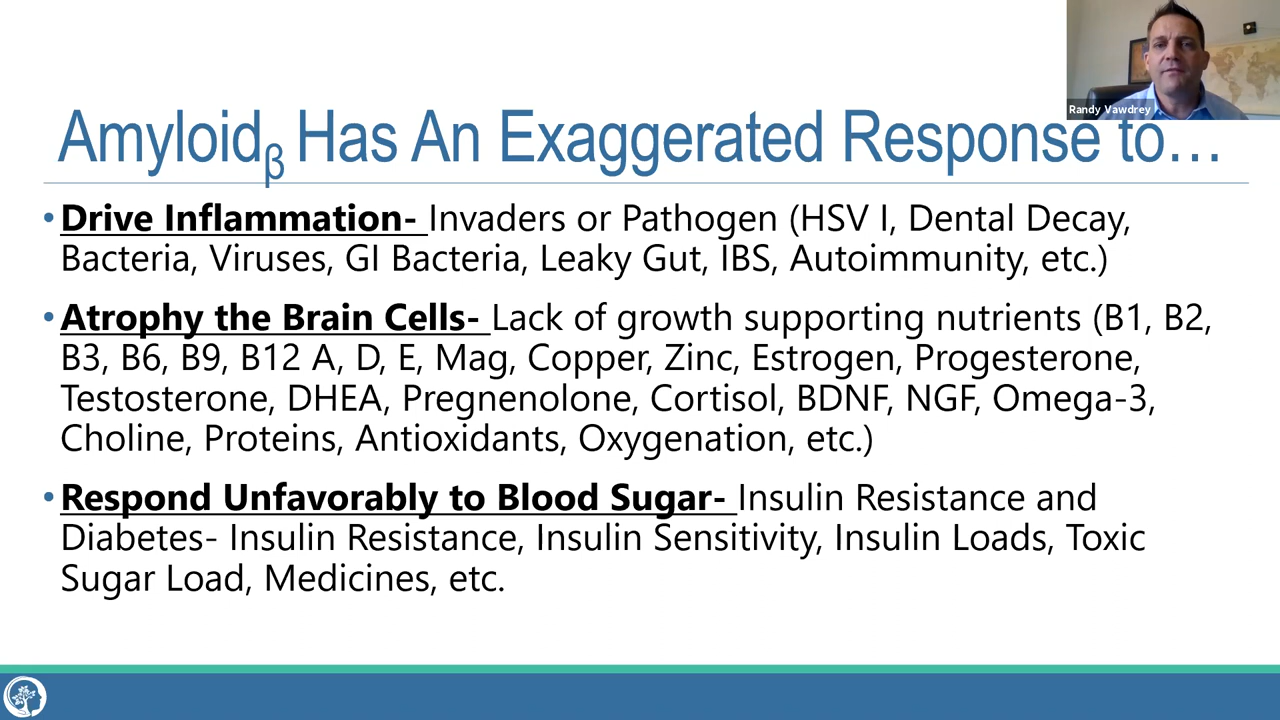 Randy Vawdrey
Amyloidβ Has An Exaggerated Response to…
• Drive Inflammation- Invaders or Pathogen (HSV I, Dental Decay,
Bacteria, Viruses, GI Bacteria, Leaky Gut, IBS, Autoimmunity, etc.)
• Atrophy the Brain Cells- Lack of growth supporting nutrients (B1, B2,
B3, B6, B9, B12 A, D, E, Mag, Copper, Zinc, Estrogen, Progesterone,
Testosterone, DHEA, Pregnenolone, Cortisol, BDNF, NGF, Omega-3,
Choline, Proteins, Antioxidants, Oxygenation, etc.)
• Respond Unfavorably to Blood Sugar- Insulin Resistance and
Diabetes- Insulin Resistance, Insulin Sensitivity, Insulin Loads, Toxic
Sugar Load, Medicines, etc.